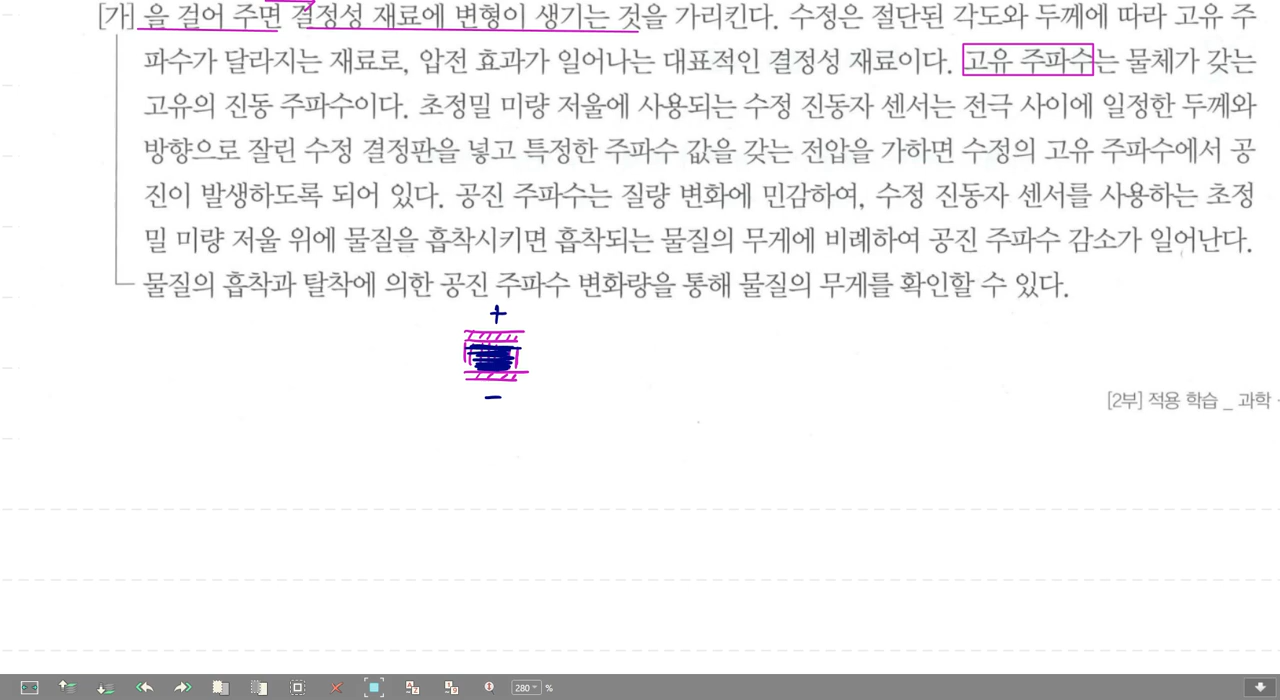 [가] 을 걸어 주면 결정성 재료에 변형이 생기는 것을 가리킨다. 수정은 절단된 각도와 두께에 따라 고유 주
파수가 달라지는 재료로, 압전 효과가 일어나는 대표적인 결정성 재료이다. 고유 주파수는 물체가 갖는
고유의 진동 주파수이다. 초정밀 미량 저울에 사용되는 수정 진동자 센서는 전극 사이에 일정한 두께와
방향으로 잘린 수정 결정판을 넣고 특정한 주파수 값을 갖는 전압을 가하면 수정의 고유 주파수에서 공
진이 발생하도록 되어 있다. 공진 주파수는 질량 변화에 민감하여, 수정 진동자 센서를 사용하는 초정
밀 미량 저울 위에 물질을 흡착시키면 흡착되는 물질의 무게에 비례하여 공진 주파수 감소가 일어난다.
물질의 흡착과 탈착에 의한 공진 주파수 변화량을 통해 물질의 무게를 확인할 수 있다.
+
−
[2부] 적용 학습 _ 과학
280 %